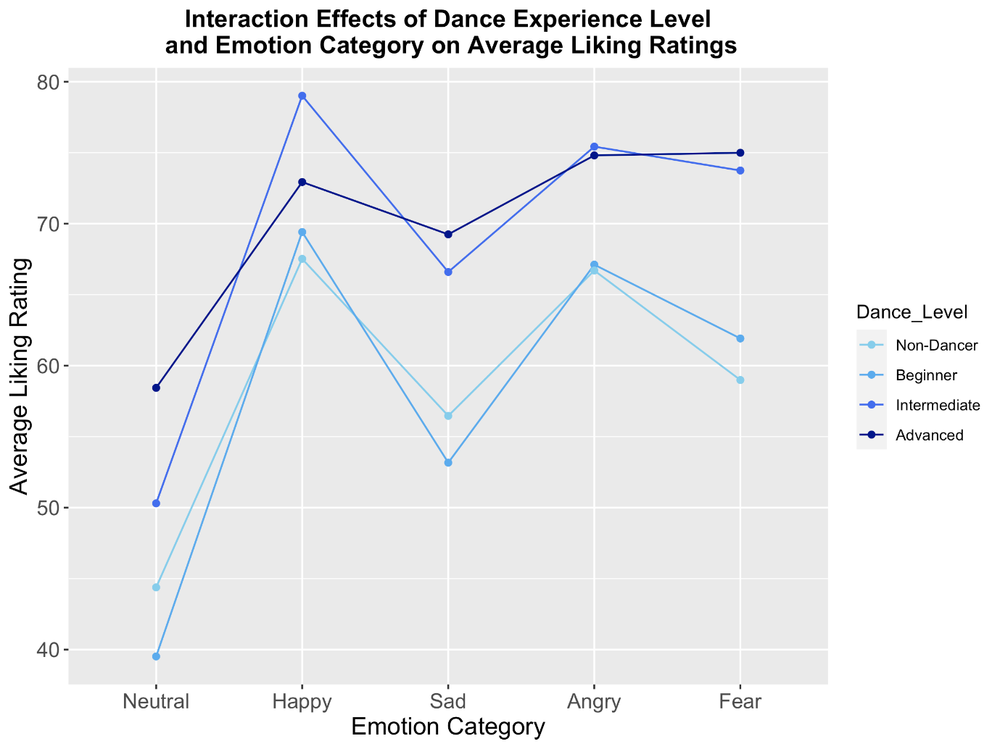 Interaction Effects of Dance Experience Level
and Emotion Category on Average Liking Ratings
Average Liking Rating
80
70
60
50
40
Neutral Happy Sad Angry Fear
Emotion Category
Dance_Level
Non-Dancer
Beginner
Intermediate
Advanced